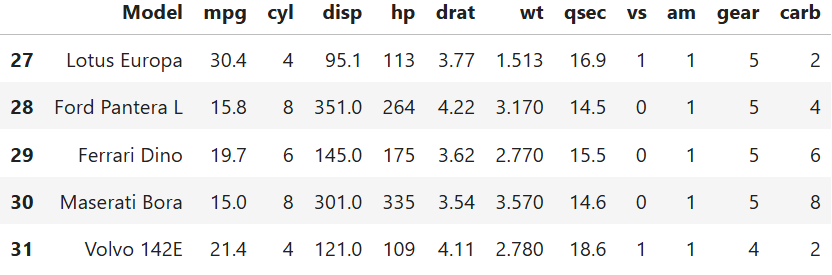 Model mpg cyl disp hp drat wt qsec vs am gear carb
27 Lotus Europa 30.4 4 95.1 113 3.77 1.513 16.9 1 1 5 2
28 Ford Pantera L 15.8 8 351.0 264 4.22 3.170 14.5 0 1 5 4
29 Ferrari Dino 19.7 6 145.0 175 3.62 2.770 15.5 0 1 5 6
30 Maserati Bora 15.0 8 301.0 335 3.54 3.570 14.6 0 1 5 8
31 Volvo 142E 21.4 4 121.0 109 4.11 2.780 18.6 1 1 4 2